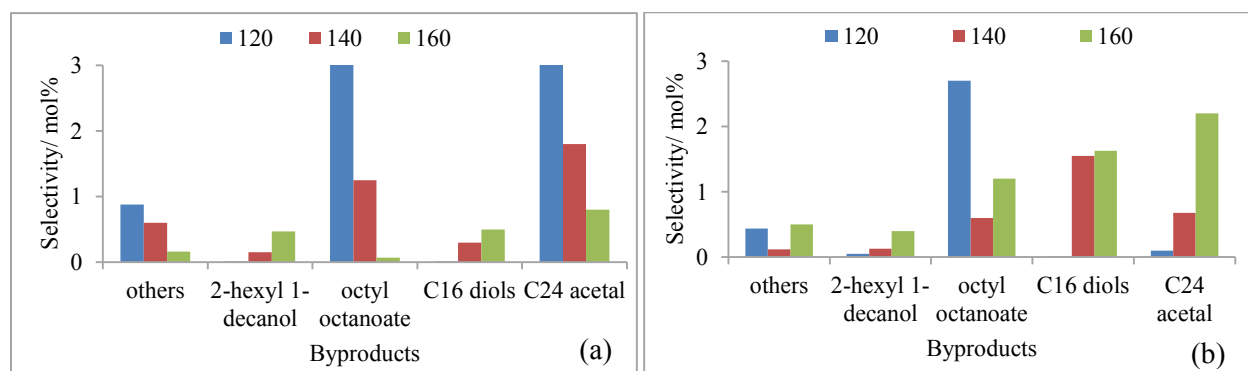 120 140 160
3
2
1
0
Selectivity/ mol%
others 2-hexyl 1-decanol octyl octanoate C16 diols C24 acetal
Byproducts
(a)
120 140 160
3
2
1
0
Selectivity/ mol%
others 2-hexyl 1-decanol octyl octanoate C16 diols C24 acetal
Byproducts
(b)